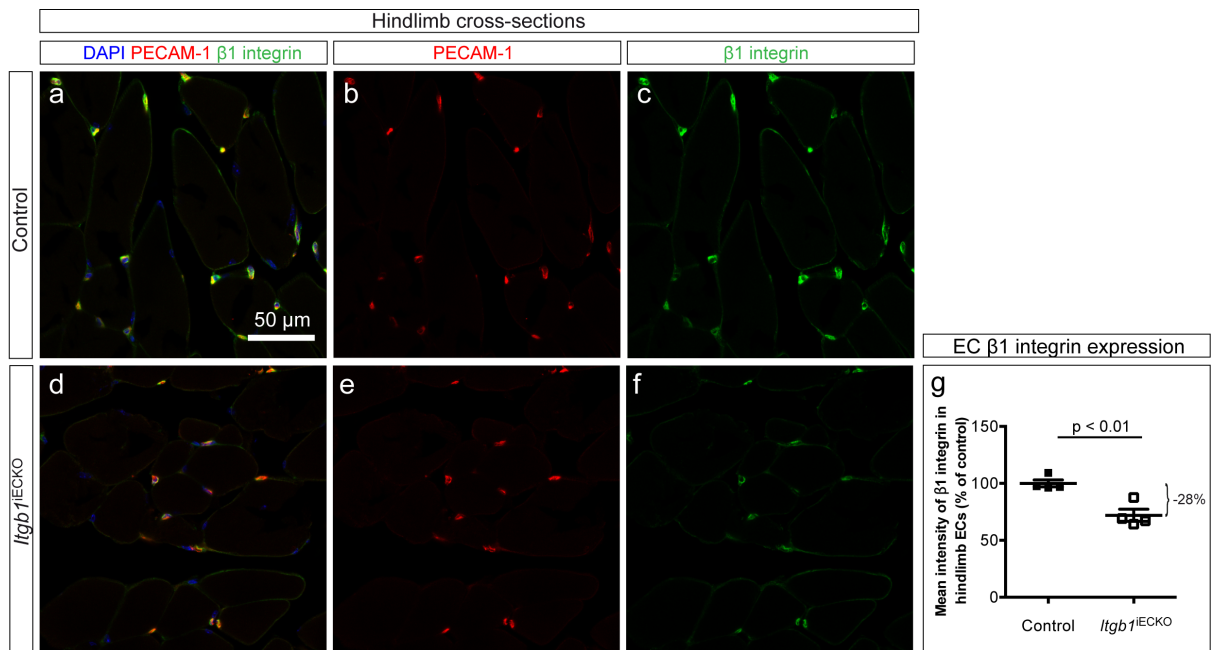 Hindlimb cross-sections
DAPI PECAM-1 β1 integrin
PECAM-1
β1 integrin
Control
a
b
c
50 µm
Itgb1iECKO
d
e
f
EC β1 integrin expression
g
Mean intensity of β1 integrin in
hindlimb ECs (% of control)
150
100
50
0
p < 0.01
-28%
Control
Itgb1iECKO